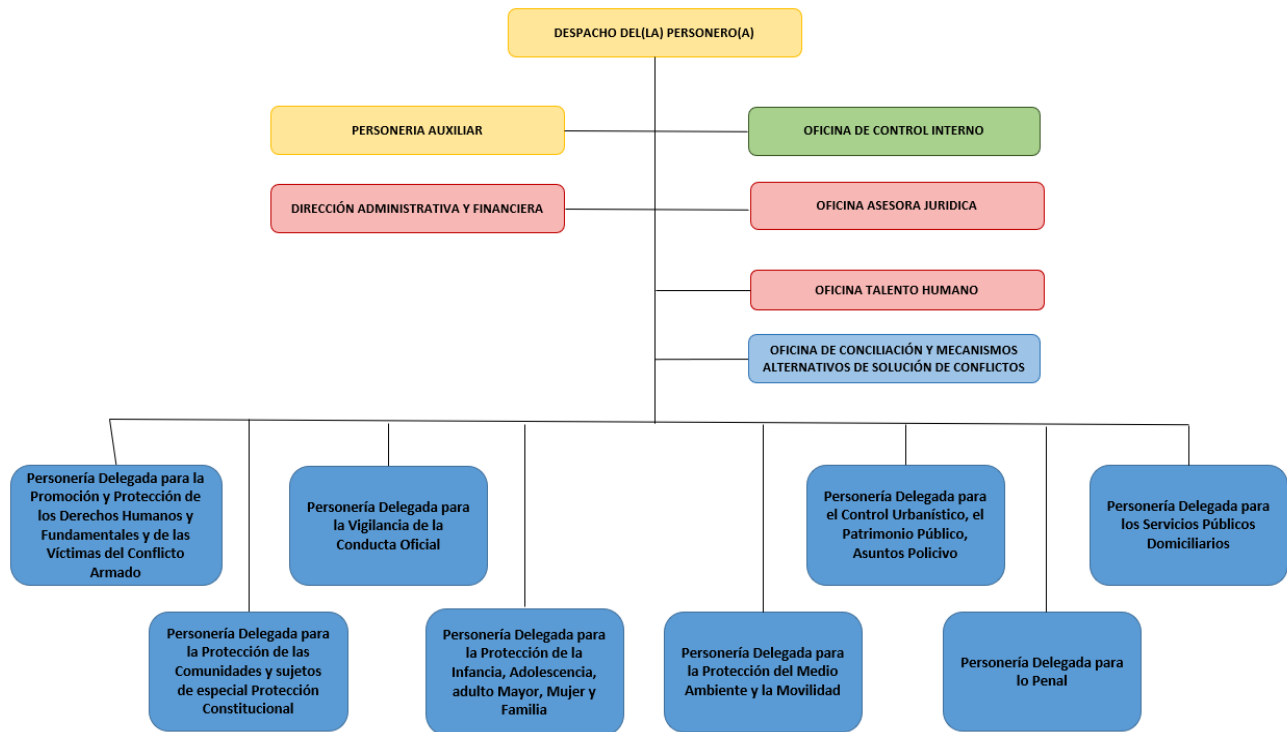 DESPACHO DEL(LA) PERSONERO(A)
PERSONERIA AUXILIAR
OFICINA DE CONTROL INTERNO
DIRECCIÓN ADMINISTRATIVA Y FINANCIERA
OFICINA ASESORA JURIDICA
OFICINA TALENTO HUMANO
OFICINA DE CONCILIACIÓN Y MECANISMOS
ALTERNATIVOS DE SOLUCIÓN DE CONFLICTOS
Personería Delegada para la
Promoción y Protección de
los Derechos Humanos y
Fundamentales y de las
Víctimas del Conflicto
Armado
Personería Delegada para
la Vigilancia de la
Conducta Oficial
Personería Delegada para
el Control Urbanístico, el
Patrimonio Público,
Asuntos Policivo
Personería Delegada para
los Servicios Públicos
Domiciliarios
Personería Delegada para
la Protección de las
Comunidades y sujetos
de especial Protección
Constitucional
Personería Delegada para
la Protección de la
Infancia, Adolescencia,
adulto Mayor, Mujer y
Familia
Personería Delegada para
la Protección del Medio
Ambiente y la Movilidad
Personería Delegada para
lo Penal